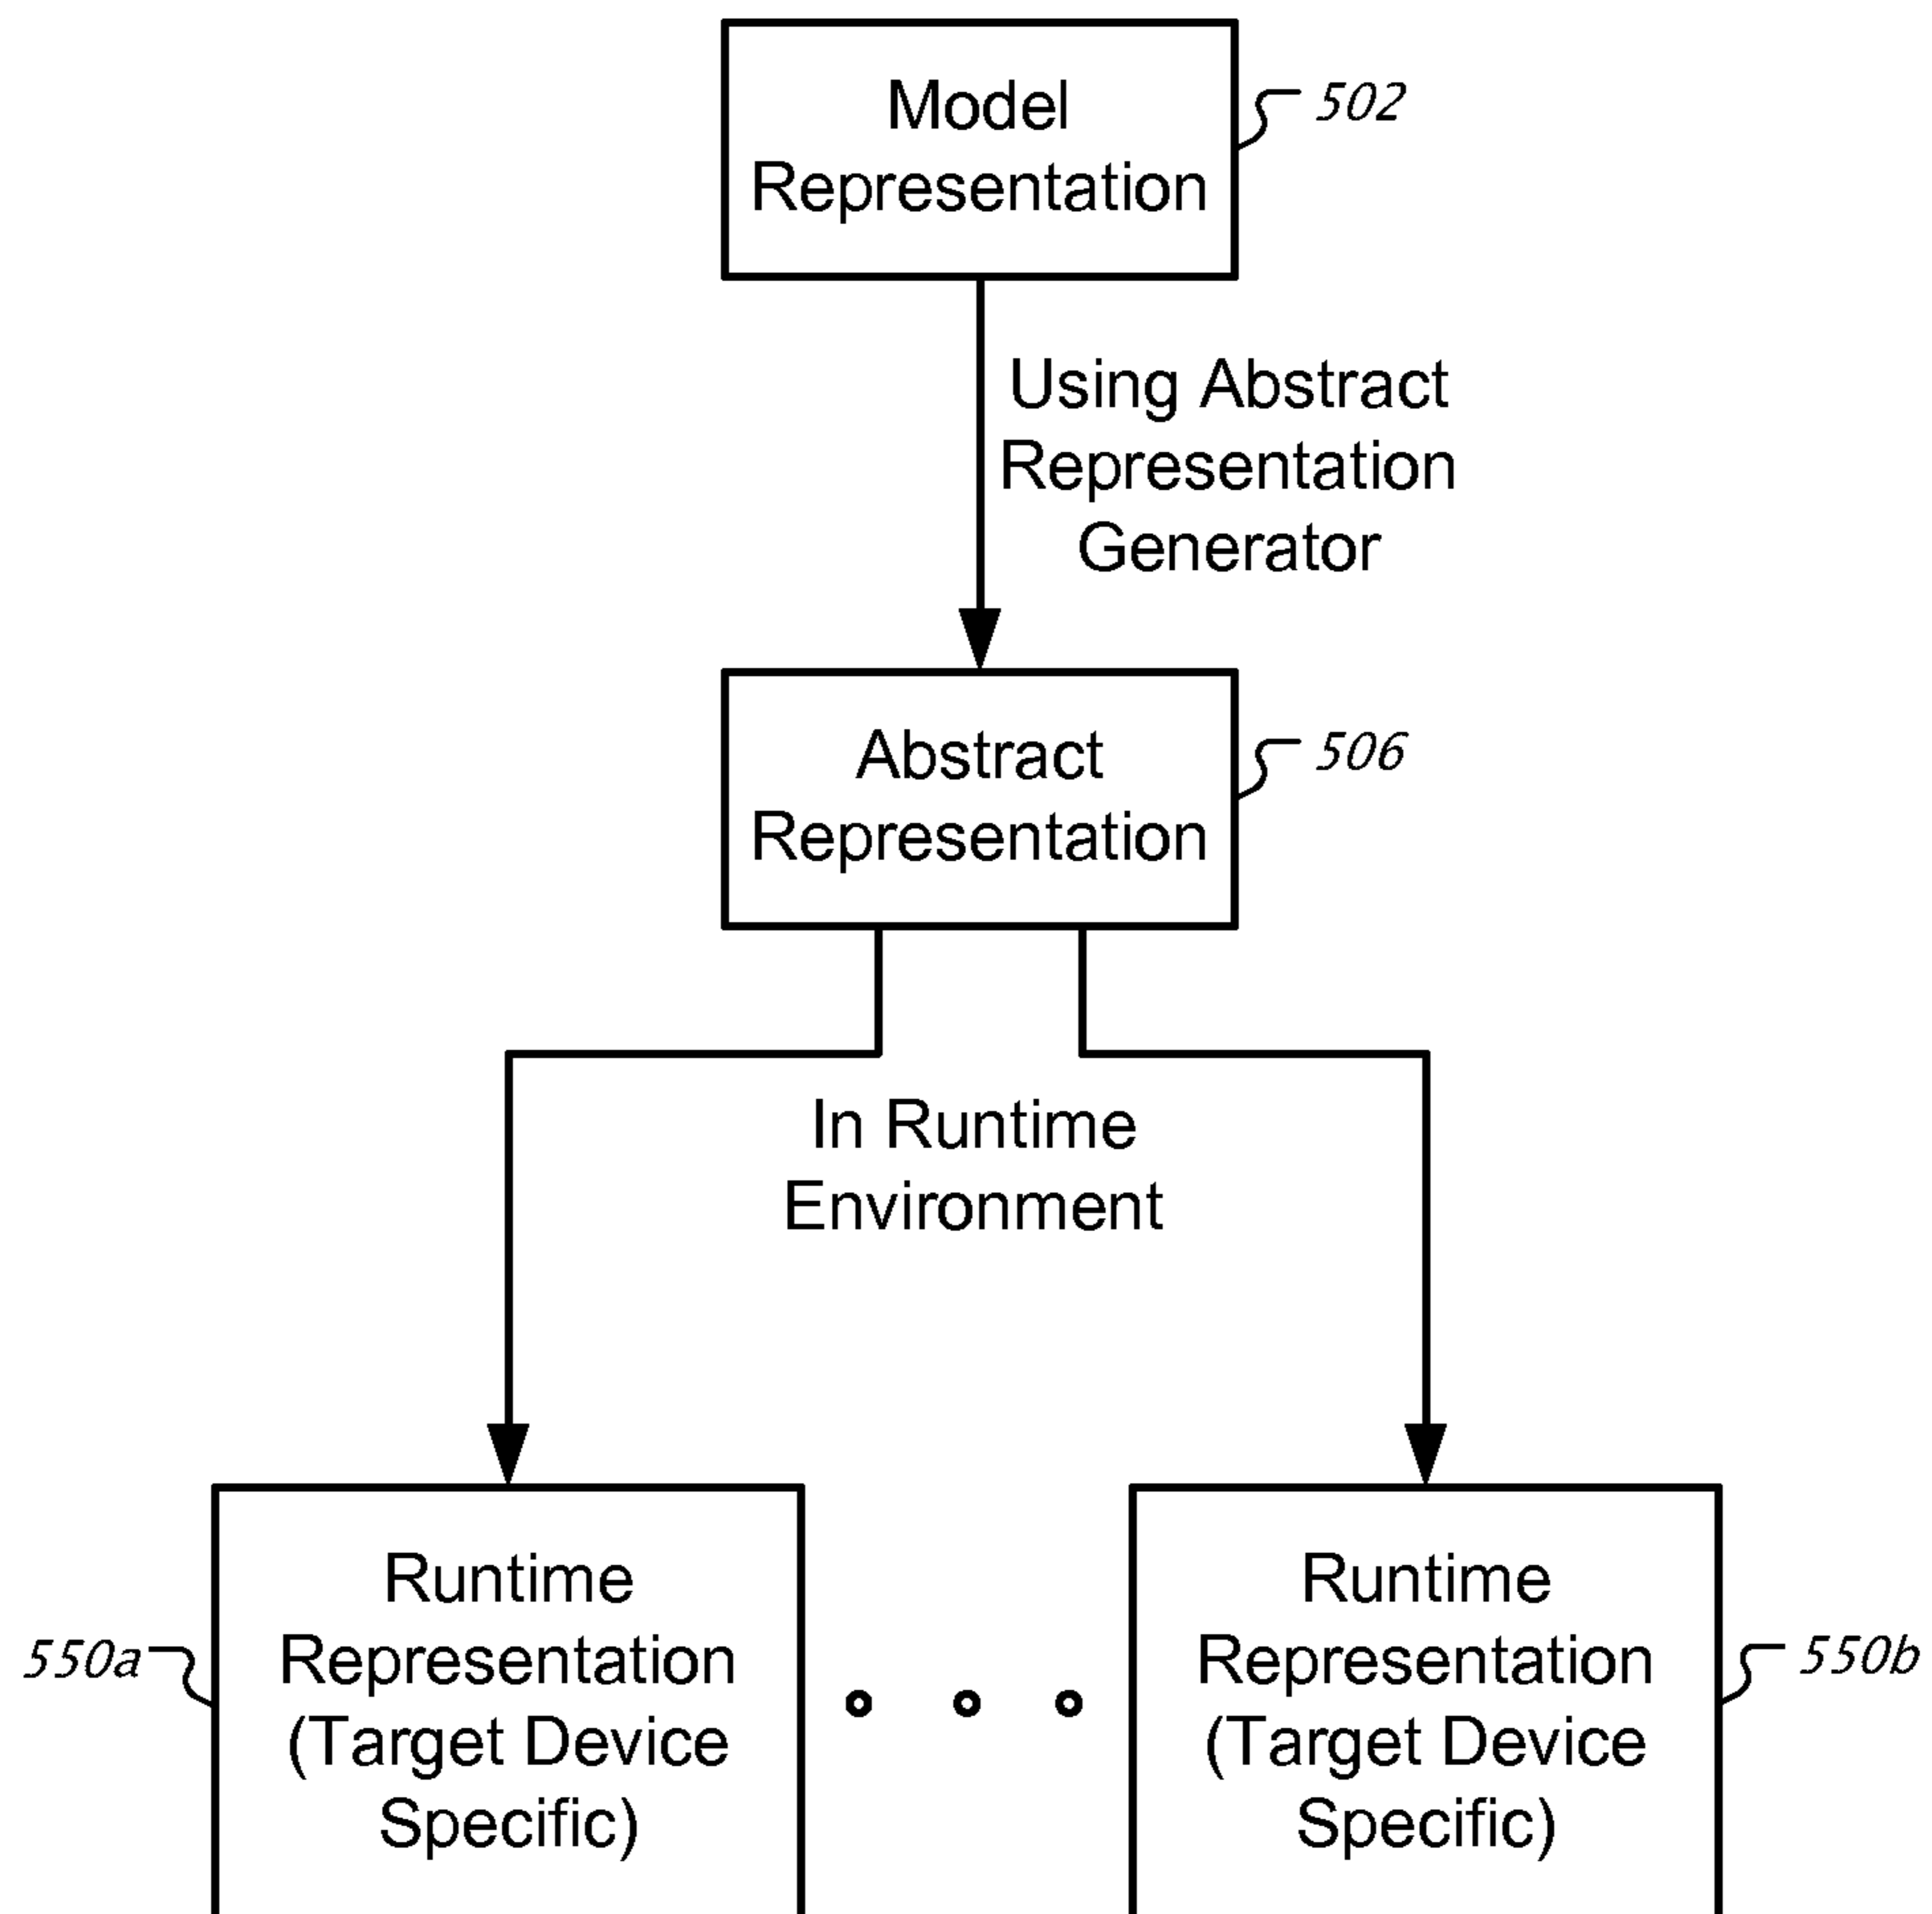 Model
Representation
502
Using Abstract
Representation
Generator
Abstract
Representation
506
In Runtime
Environment
550a
Runtime
Representation
(Target Device
Specific)
Runtime
Representation
(Target Device
Specific)
550b